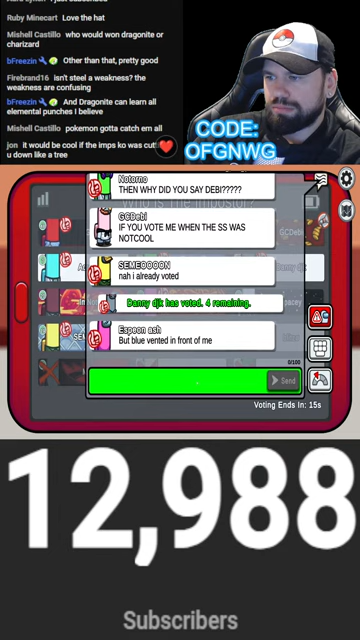 Ruby Minecart Love the hat
Mishell Castillo who would won dragonite or
charizard
bFreezin Other than that, pretty good
Firebrand16 isn't steel a weakness? the
weakness are confusing
bFreezin And Dragonite can learn all
elemental punches I believe
Mishell Castillo pokemon gotta catch em all
jon it would be cool if the imps ko was cutt
u down like a tree
CODE:
OFGNWG
Notorno
THEN WHY DID YOU SAY DEBI?????
GCDebi
IF YOU VOTE ME WHEN THE SS WAS
NOTCOOL
SEMEOOOON
nah i already voted
Danny djk has voted. 4 remaining.
Espeon ash
But blue vented in front of me
0/100
Send
Voting Ends In: 15s
12,988
Subscribers